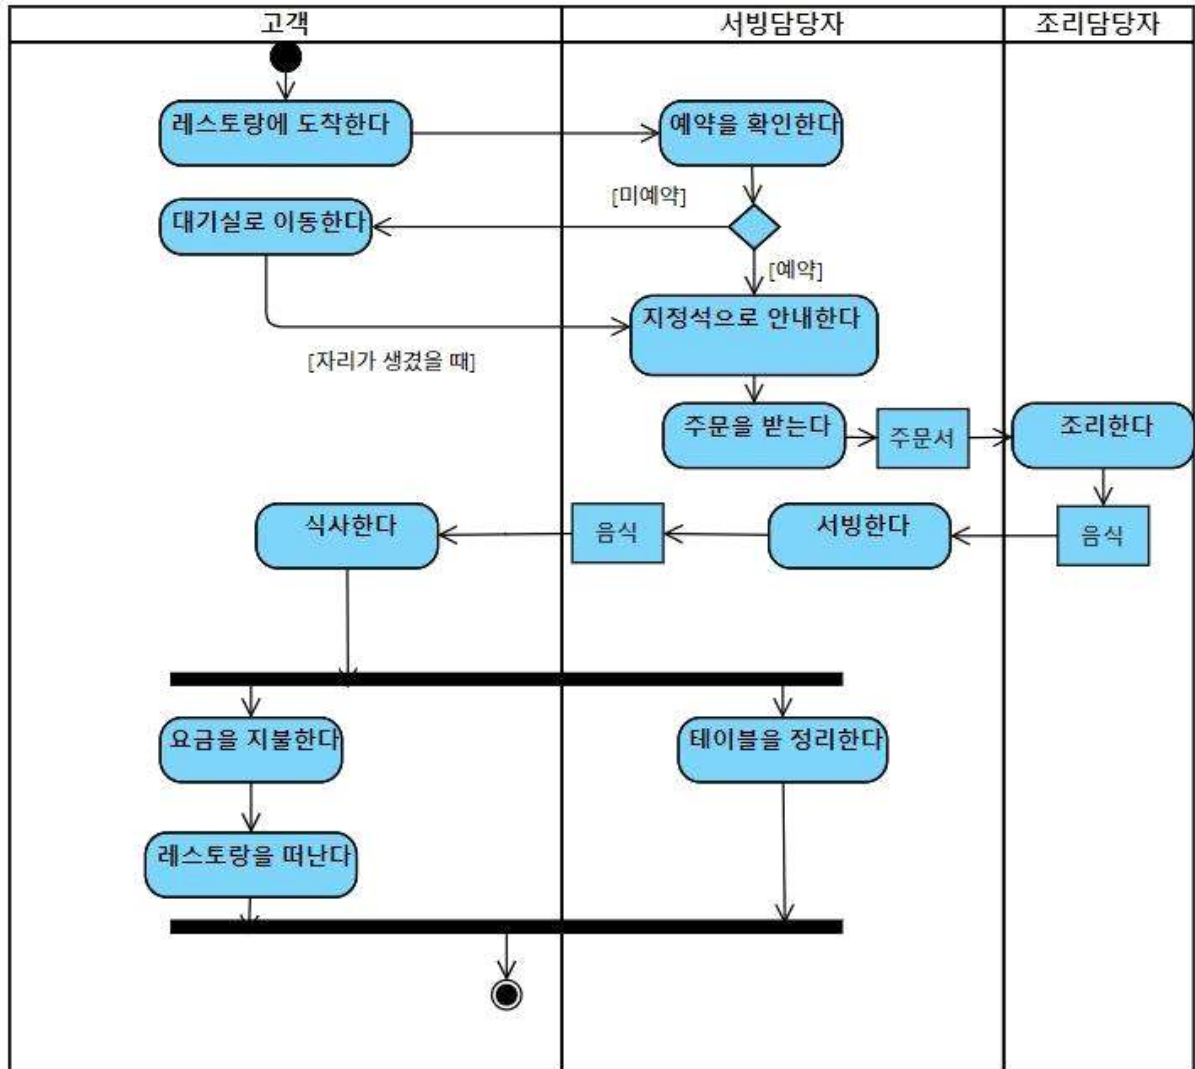 고객
서빙담당자
조리담당자
레스토랑에 도착한다
예약을 확인한다
[미예약]
대기실로 이동한다
[예약]
지정석으로 안내한다
[자리가 생겼을 때]
주문을 받는다
주문서
조리한다
식사한다
음식
서빙한다
음식
요금을 지불한다
테이블을 정리한다
레스토랑을 떠난다